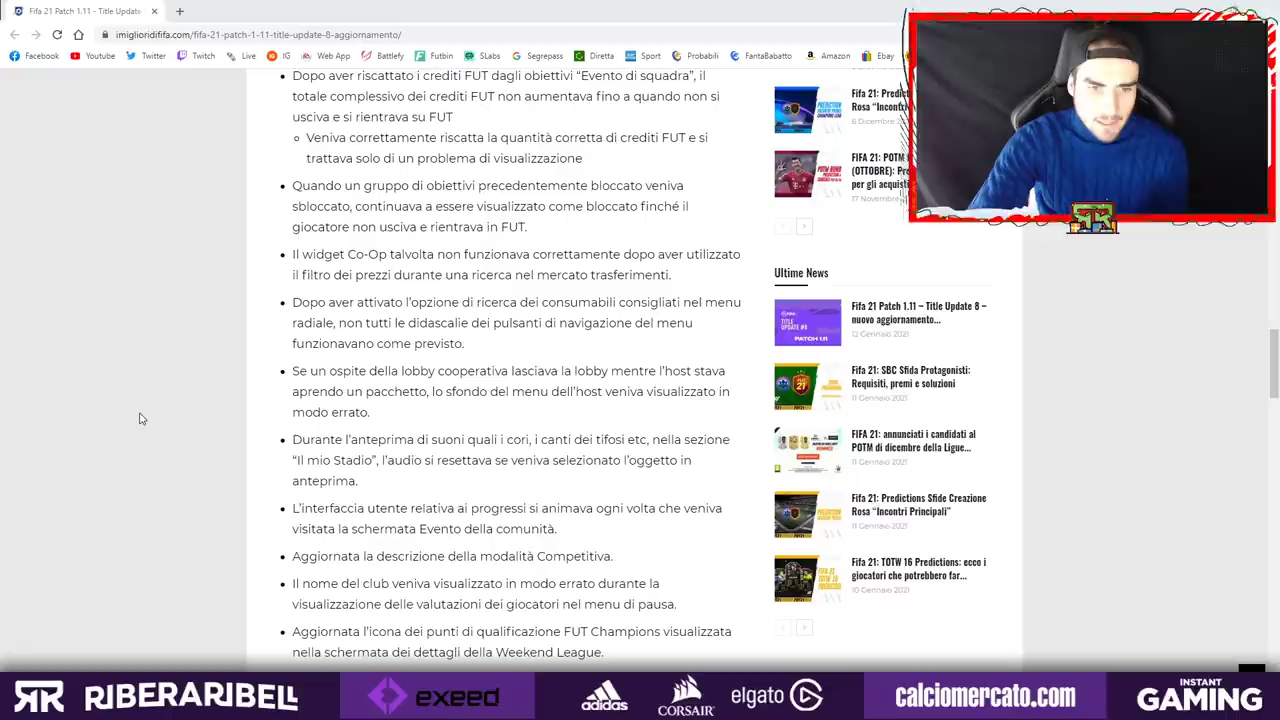 Fifa 21 Patch 1.11 - Title Update
imiglioridififa.com/fifa-21-patch-1-11-title-update-8-aggiornamento/
Facebook Youtube Twitter Twitch Live IG Web App Battlefy Futbin SLabs Segrepass Diretta Sport Probabili FantaBabatto Amazon Ebay
Dopo aver riscattato i crediti FUT dagli obiettivi “Evento di squadra”, il
totale complessivo dei crediti FUT non aumentava fino a quando non si
usciva e si rientrava su FUT
Veniva correttamente riscatta la quantità corretta di crediti FUT e si
trattava solo di un problema di visualizzazione
Quando un gruppo di obiettivi precedentemente bloccato veniva
sbloccato, continuava a essere visualizzato come bloccato finché il
usciva e rientrava in FUT.
Il widget Co-Op talvolta non funzionava correttamente dopo aver utilizzato
il filtro dei prezzi durante una ricerca nel mercato trasferimenti.
Dopo aver attivato l’opzione di ricerca dei consumabili consigliati nel menu
radiale, non tutti le didascalie dei pulsanti di navigazione del menu
funzionavano come previsto.
Se un ospite della lobby cooperativa lasciava la lobby mentre l’host stava
aprendo un pacchetto, lo sfondo del menu dell’host veniva visualizzato in
modo errato.
Durante l’anteprima di suoni quali i cori, i canti dei tifosi etc, nella sezione
“Il mio stadio”, l’audio si resettava se veniva selezionato l’oggetto in
anteprima.
L’interfaccia utente relativa ai progressi si animava ogni volta che veniva
visitata la schermata Evento della comunità.
Aggiornata la descrizione della modalità Competitiva.
Il nome del club veniva visualizzato in modo errato durante la
visualizzazione delle valutazioni dei giocatori nel menu di pausa.
Aggiornata l’icona dei punti di qualificazione FUT Champions visualizzata
nella schermata dei dettagli della Weekend League.
Fifa 21: Predict
Rosa “Incontri
6 Dicembre
FIFA 21: POTM
(OTTOBRE): Pre
per gli acquisti
17 Novembre
Ultime News
Fifa 21 Patch 1.11 – Title Update 8 –
nuovo aggiornamento...
12 Gennaio 2021
Fifa 21: SBC Sfida Protagonisti:
Requisiti, premi e soluzioni
11 Gennaio 2021
FIFA 21: annunciati i candidati al
POTM di dicembre della Ligue...
11 Gennaio 2021
Fifa 21: Predictions Sfide Creazione
Rosa “Incontri Principali”
11 Gennaio 2021
Fifa 21: TOTW 16 Predictions: ecco i
giocatori che potrebbero far...
10 Gennaio 2021
TITLE
UPDATE #8
PATCH 1.11
RIBERARIBELL exeed adidas CORSAIR elgato calciomercato.com INSTANT
GAMING